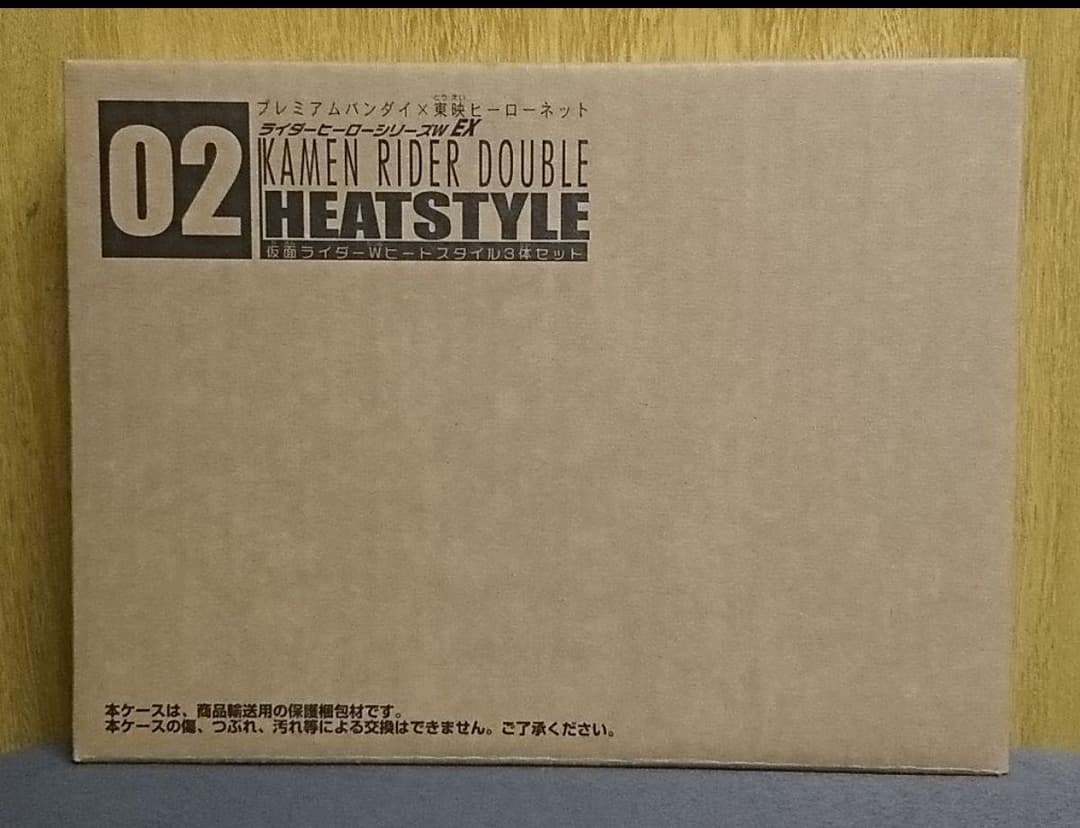 02
プレミアムバンダイ×東映ヒーローネット
とうえい
ライダーヒーローシリーズW EX
KAMEN RIDER DOUBLE
HEATSTYLE
仮面ライダーWヒートスタイル3体セット
本ケースは、商品輸送用の保護梱包材です。
本ケースの傷、つぶれ、汚れ等による交換はできません。ご了承ください。